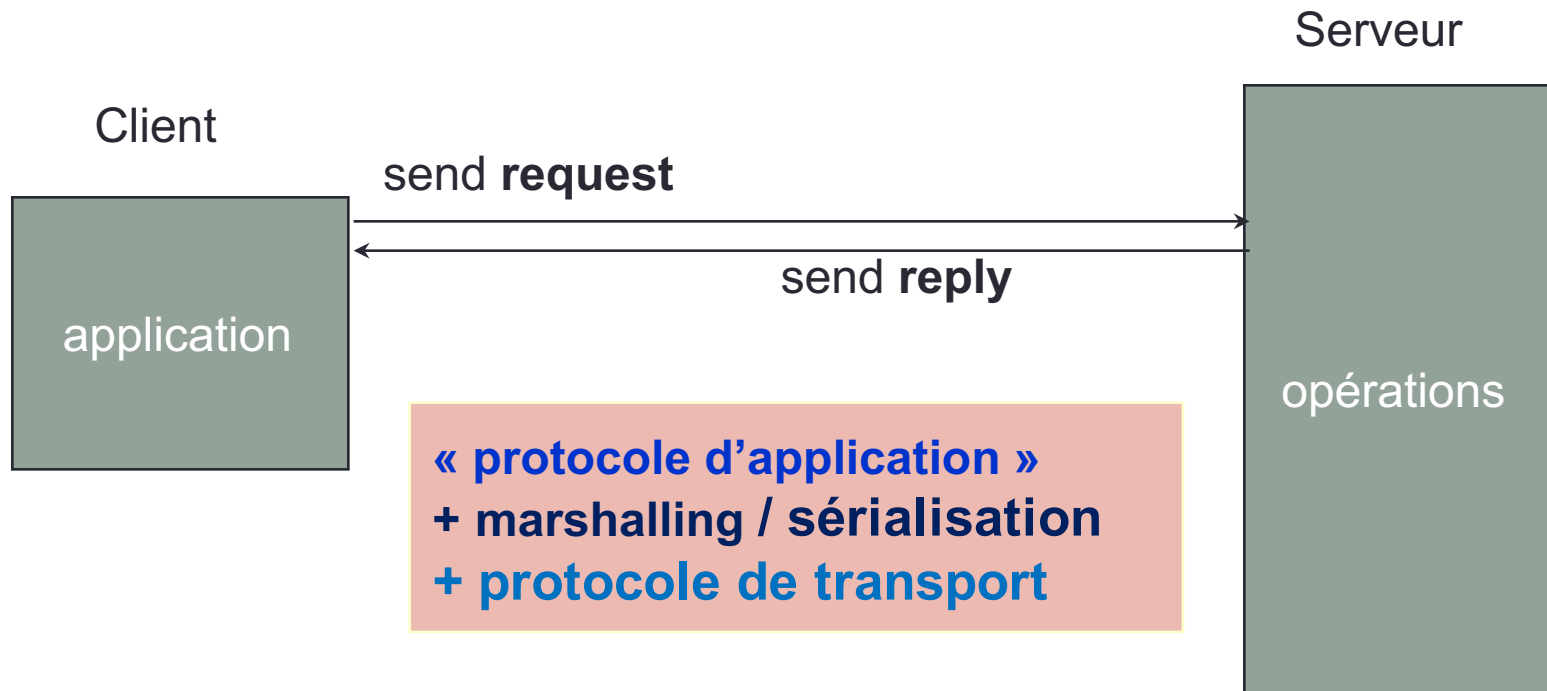 Serveur
Client
send request
send reply
application
opérations
« protocole d’application »
+ marshalling / sérialisation
+ protocole de transport